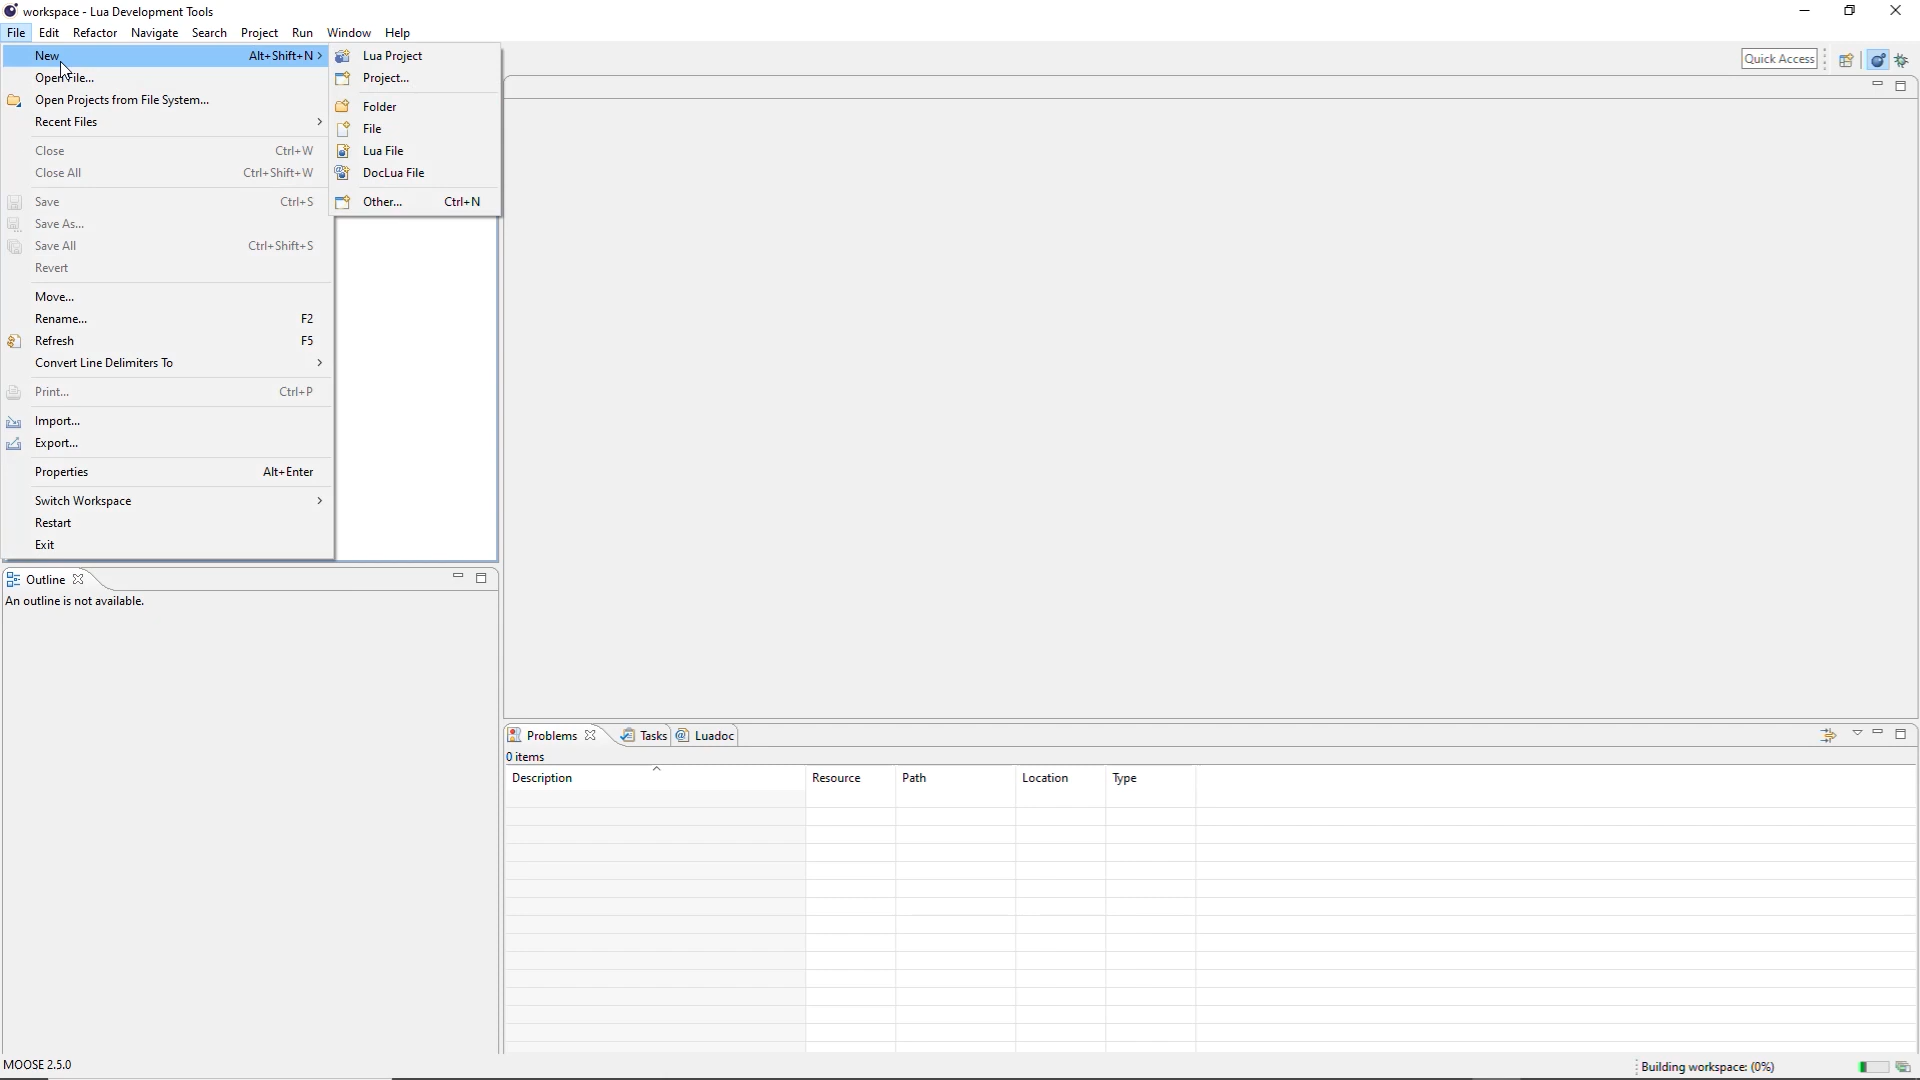 workspace - Lua Development Tools
File Edit Refactor Navigate Search Project Run Window Help
New Alt+Shift+N
Open File...
Open Projects from File System...
Recent Files
Close Ctrl+W
Close All Ctrl+Shift+W
Save Ctrl+S
Save As...
Save All Ctrl+Shift+S
Revert
Move...
Rename... F2
Refresh F5
Convert Line Delimiters To
Print... Ctrl+P
Import...
Export...
Properties Alt+Enter
Switch Workspace
Restart
Exit
Lua Project
Project...
Folder
File
Lua File
DocLua File
Other... Ctrl+N
Quick Access
Outline
An outline is not available.
Problems Tasks Luadoc
0 items
Description Resource Path Location Type
MOOSE 2.5.0
Building workspace: (0%)